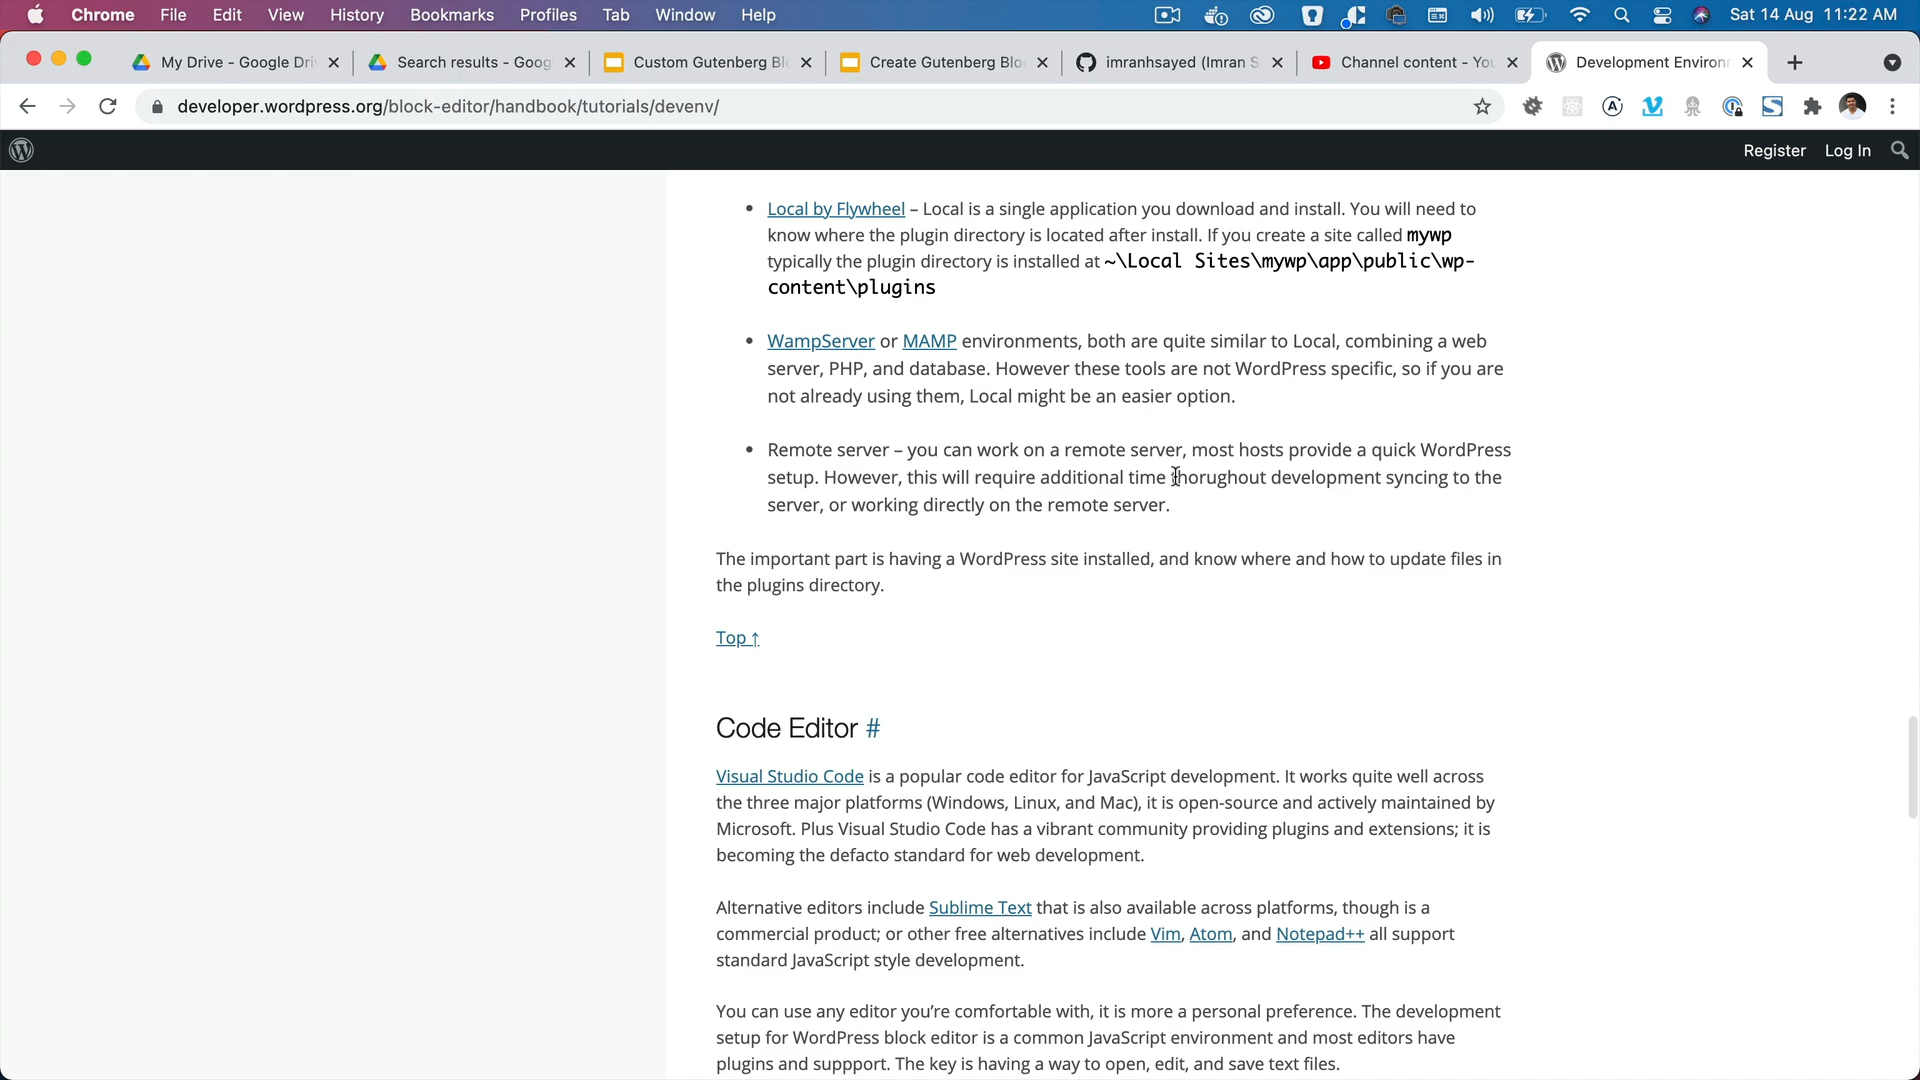 Chrome File Edit View History Bookmarks Profiles Tab Window Help Sat 14 Aug 11:22 AM
My Drive - Google Dri Search results - Goog Custom Gutenberg Bl Create Gutenberg Blo imranhsayed (Imran S Channel content - You Development Environ
developer.wordpress.org/block-editor/handbook/tutorials/devenv/
Register Log In
• Local by Flywheel – Local is a single application you download and install. You will need to
know where the plugin directory is located after install. If you create a site called mywp
typically the plugin directory is installed at ~\Local Sites\mywp\app\public\wp-
content\plugins
• WampServer or MAMP environments, both are quite similar to Local, combining a web
server, PHP, and database. However these tools are not WordPress specific, so if you are
not already using them, Local might be an easier option.
• Remote server – you can work on a remote server, most hosts provide a quick WordPress
setup. However, this will require additional time thorughout development syncing to the
server, or working directly on the remote server.
The important part is having a WordPress site installed, and know where and how to update files in
the plugins directory.
Top ↑
Code Editor #
Visual Studio Code is a popular code editor for JavaScript development. It works quite well across
the three major platforms (Windows, Linux, and Mac), it is open-source and actively maintained by
Microsoft. Plus Visual Studio Code has a vibrant community providing plugins and extensions; it is
becoming the defacto standard for web development.
Alternative editors include Sublime Text that is also available across platforms, though is a
commercial product; or other free alternatives include Vim, Atom, and Notepad++ all support
standard JavaScript style development.
You can use any editor you’re comfortable with, it is more a personal preference. The development
setup for WordPress block editor is a common JavaScript environment and most editors have
plugins and suppport. The key is having a way to open, edit, and save text files.